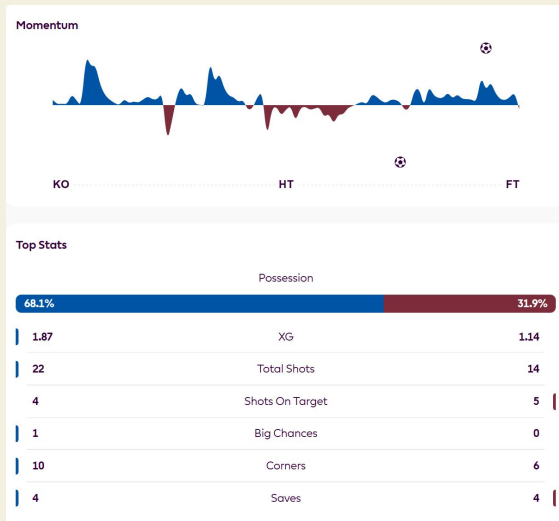 Momentum
KO HT FT
Top Stats
Possession
68.1% 31.9%
1.87 XG 1.14
22 Total Shots 14
4 Shots On Target 5
1 Big Chances 0
10 Corners 6
4 Saves 4